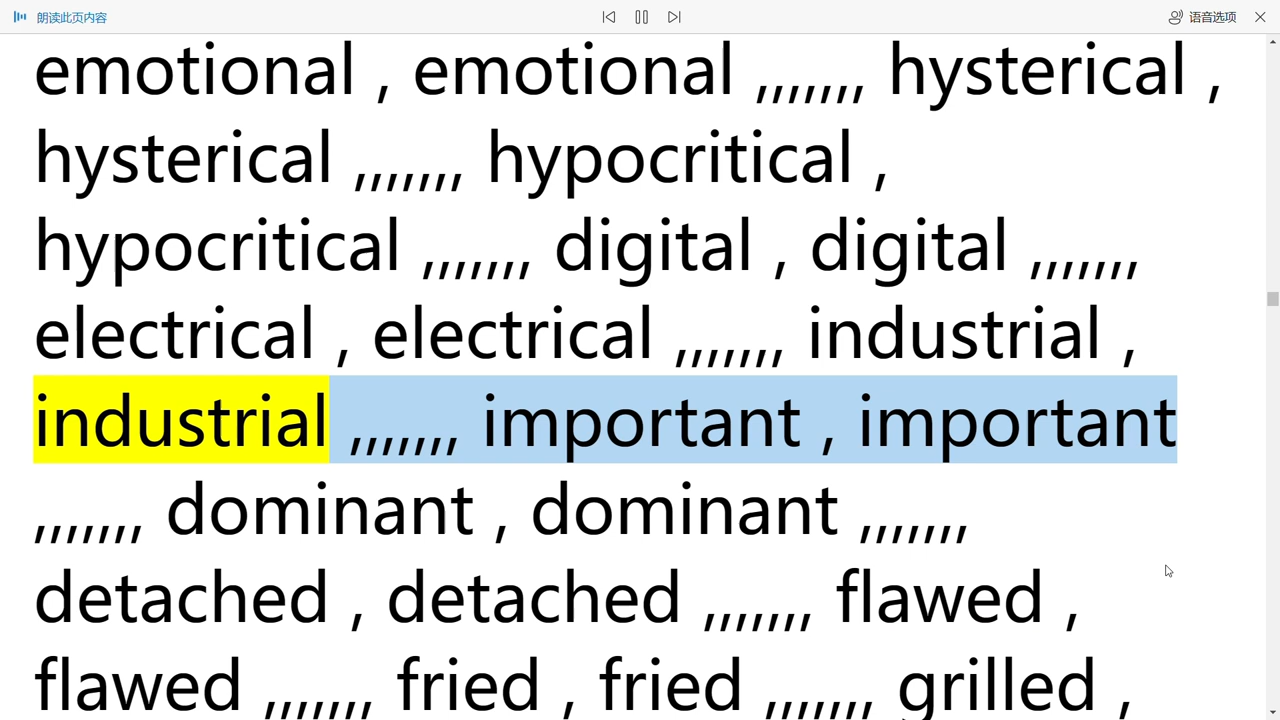 朗读此页内容 语音选项
emotional , emotional ,,,,,,, hysterical ,
hysterical ,,,,,,, hypocritical ,
hypocritical ,,,,,,, digital , digital ,,,,,,,
electrical , electrical ,,,,,,, industrial ,
industrial ,,,,,,, important , important
,,,,,,, dominant , dominant ,,,,,,,
detached , detached ,,,,,,, flawed ,
flawed ,,,,,,, fried , fried ,,,,,,, grilled ,